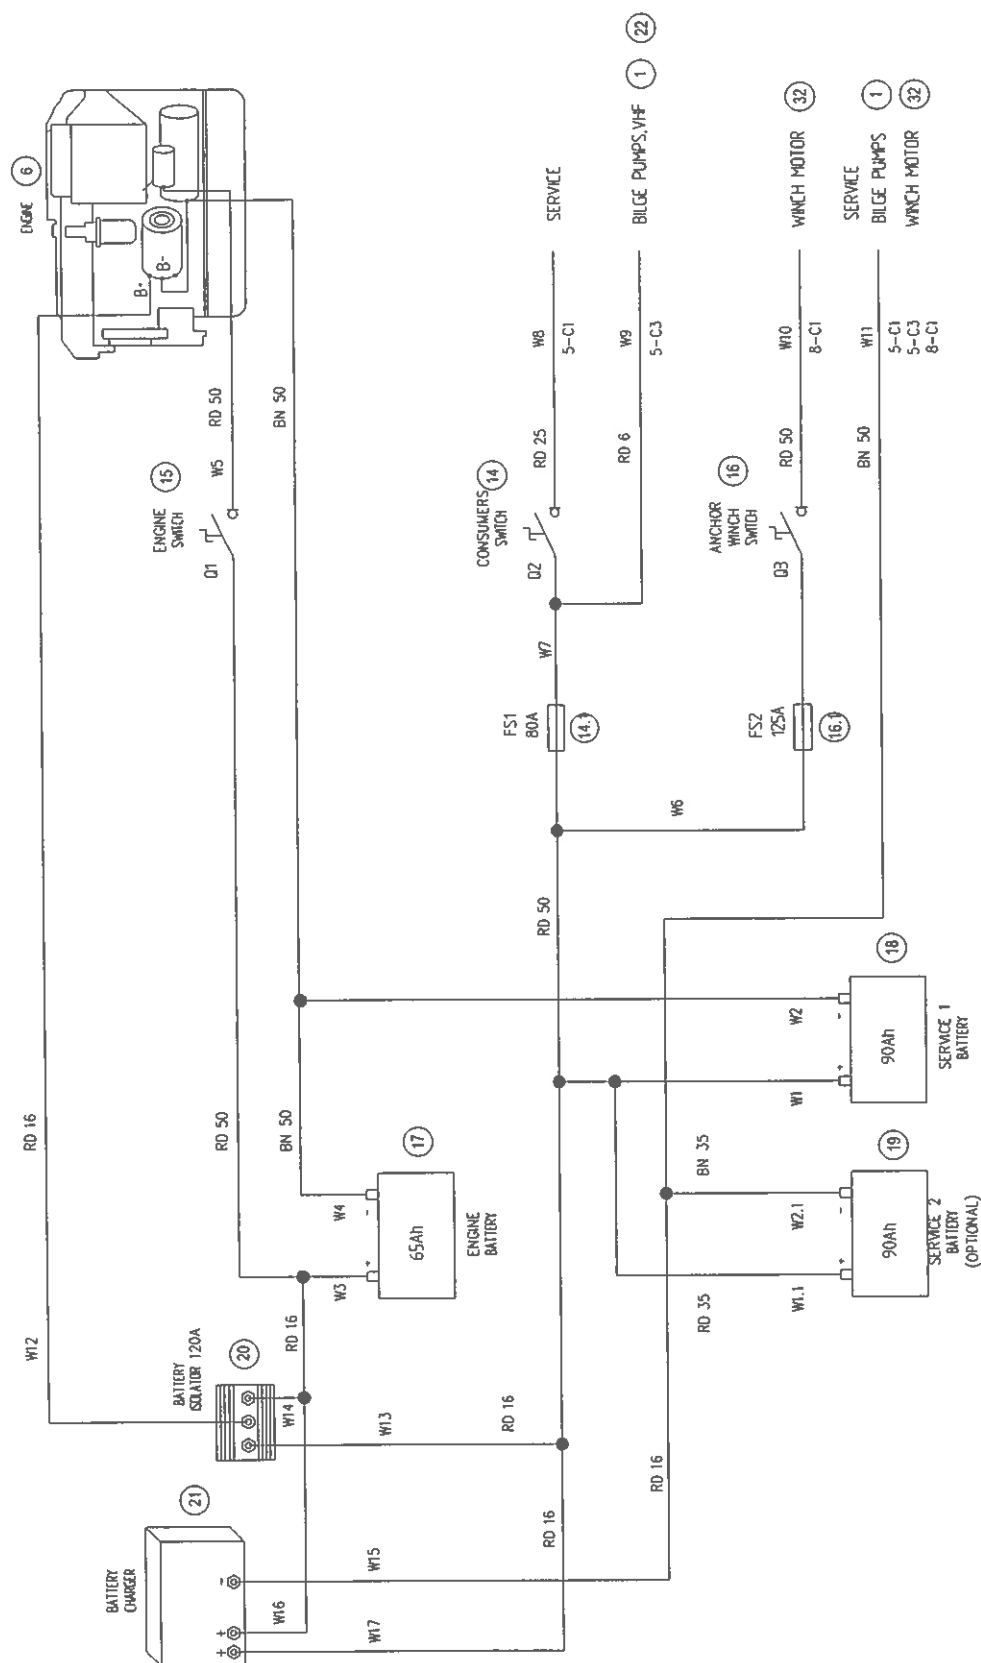 6
ENGINE
B+
B-
22
1
BILGE PUMPS,VHF
SERVICE
32
WINCH MOTOR
1
32
SERVICE
BILGE PUMPS
WINCH MOTOR
W8
5-C1
W9
5-C3
W10
8-C1
W11
5-C1
5-C3
8-C1
RD 50
BN 50
RD 25
RD 6
RD 50
BN 50
15
W5
ENGINE
SWITCH
Q1
14
CONSUMERS
SWITCH
Q2
16
ANCHOR
WINCH
SWITCH
Q3
W7
FS1
80A
14.1
FS2
125A
16.1
W6
RD 50
18
W2
-
+
W1
90Ah
SERVICE 1
BATTERY
RD 16
RD 50
BN 50
17
W4
-
+
W3
65Ah
ENGINE
BATTERY
BN 35
19
W2.1
-
+
W1.1
90Ah
SERVICE 2
BATTERY
(OPTIONAL)
RD 35
W12
RD 16
BATTERY
ISOLATOR 120A
20
W14
W13
RD 16
RD 16
RD 16
21
BATTERY
CHARGER
-
+
+
W15
W16
W17